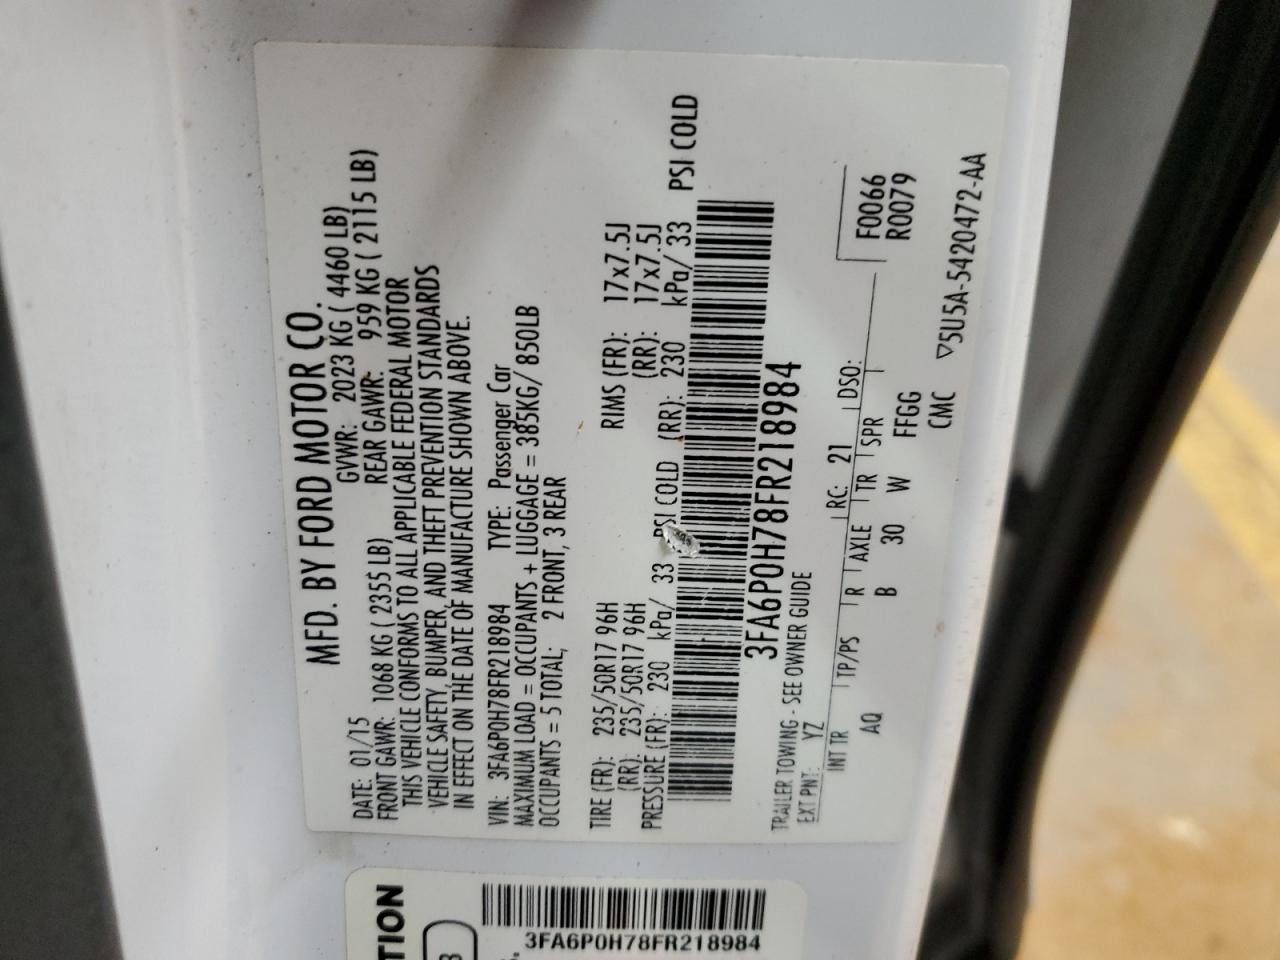 MFD. BY FORD MOTOR CO.
DATE: 01/15 GVWR: 2023 KG ( 4460 LB)
FRONT GAWR: 1068 KG ( 2355 LB) REAR GAWR: 959 KG ( 2115 LB)
THIS VEHICLE CONFORMS TO ALL APPLICABLE FEDERAL MOTOR
VEHICLE SAFETY, BUMPER, AND THEFT PREVENTION STANDARDS
IN EFFECT ON THE DATE OF MANUFACTURE SHOWN ABOVE.
VIN: 3FA6P0H78FR218984 TYPE: Passenger Car
MAXIMUM LOAD = OCCUPANTS + LUGGAGE = 385KG/ 850LB
OCCUPANTS = 5 TOTAL; 2 FRONT, 3 REAR
TIRE (FR): 235/50R17 96H RIMS (FR): 17x7.5J
(RR): 235/50R17 96H (RR): 17x7.5J
PRESSURE (FR): 230 kPa/ 33 PSI COLD (RR): 230 kPa/ 33 PSI COLD
3FA6P0H78FR218984
TRAILER TOWING - SEE OWNER GUIDE
EXT PNT: YZ RC: 21 DSO: F0066
R0079
INT TR TP/PS R AXLE TR SPR
AQ B 30 W FFGG
CMC ▽5U5A-5420472-AA
TION
3FA6P0H78FR218984